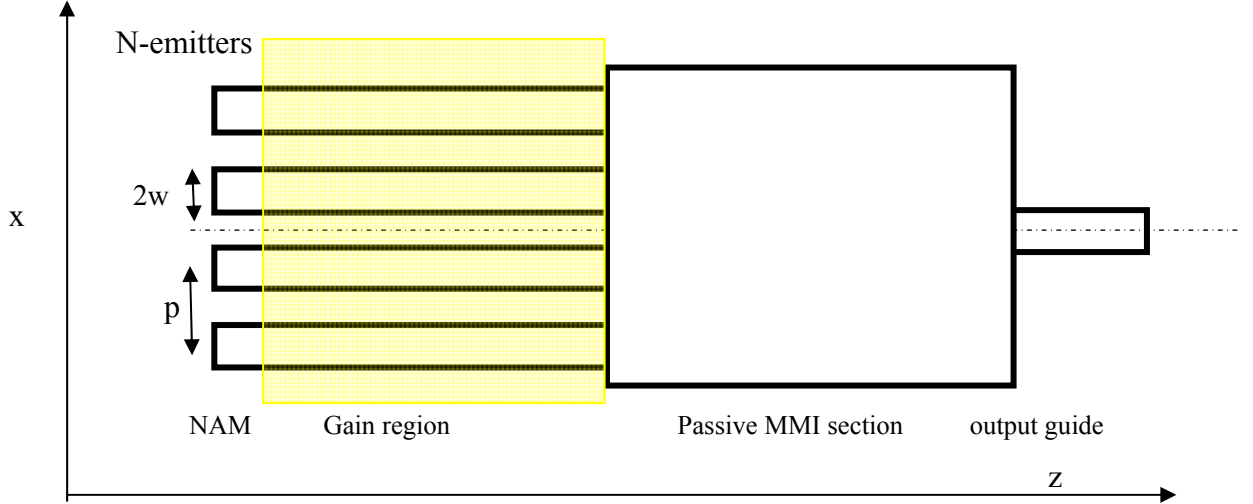 N-emitters
2w
x
p
NAM Gain region Passive MMI section output guide
z